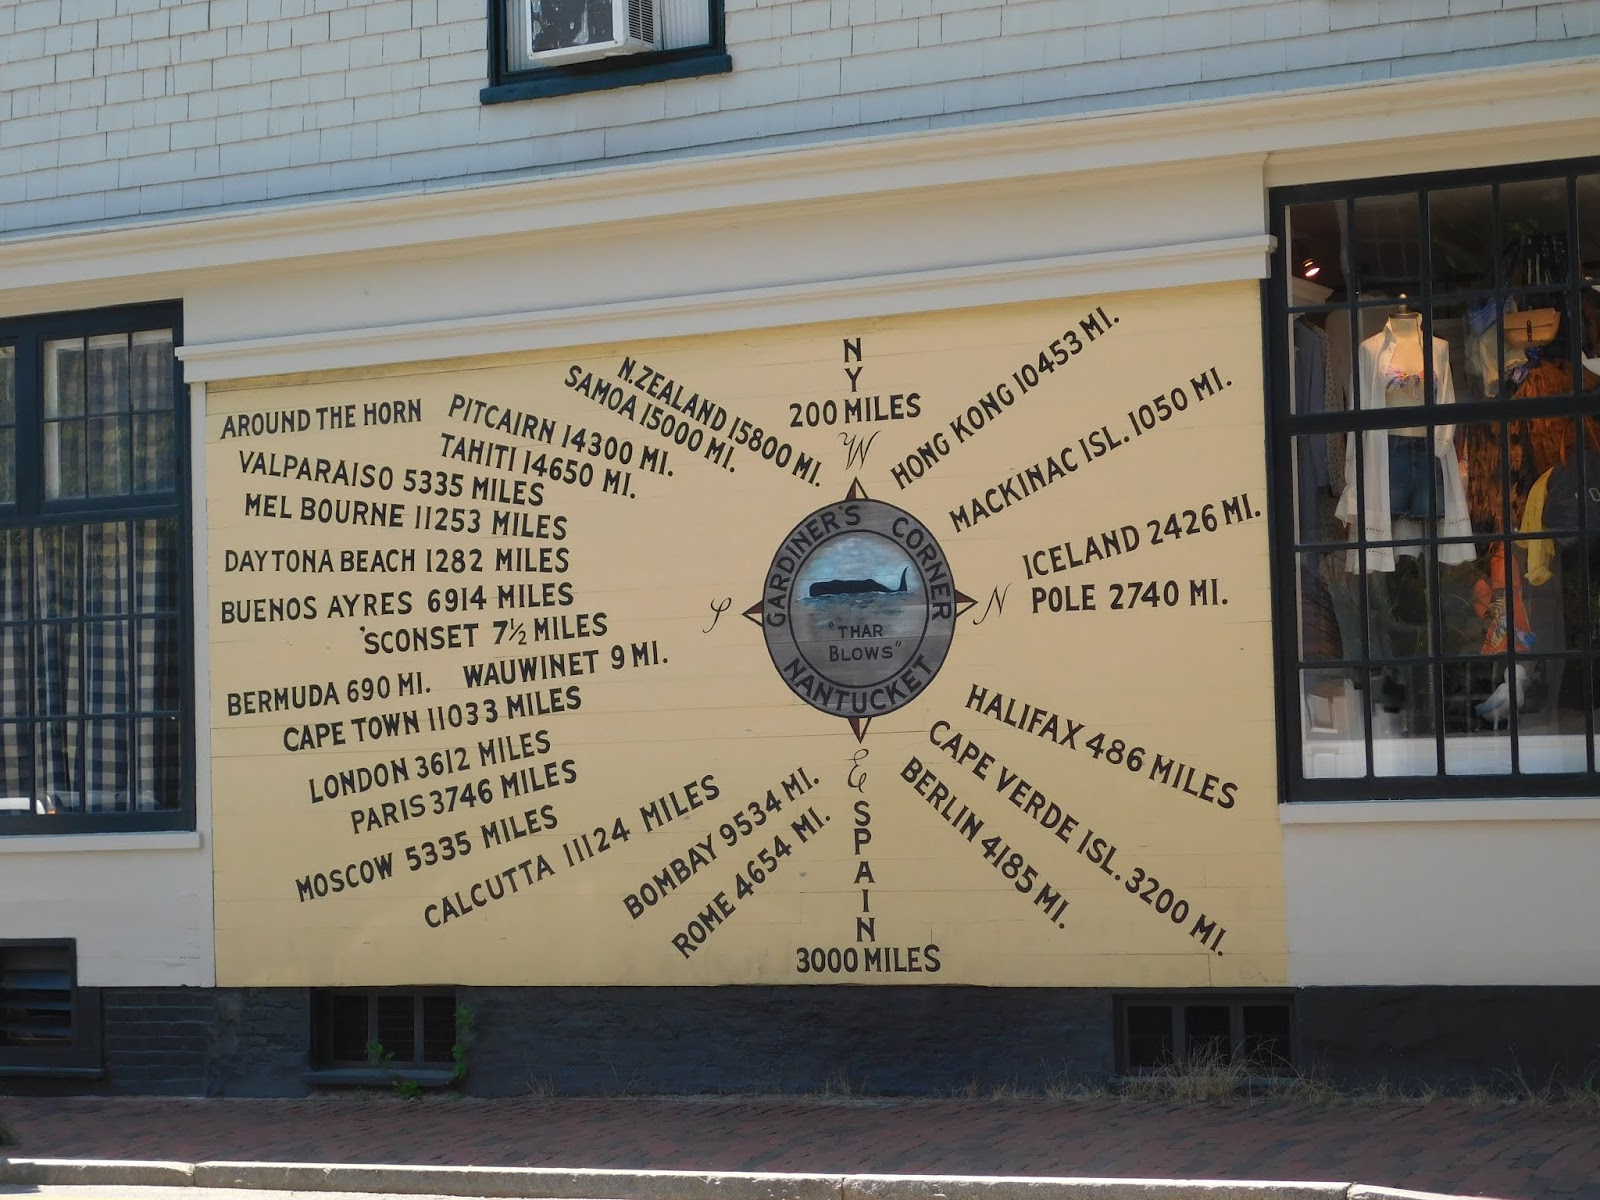 AROUND THE HORN
PITCAIRN 14300 MI.
TAHITI 14650 MI.
N.ZEALAND 15800 MI.
SAMOA 15000 MI.
NY
200 MILES
W
HONG KONG 10453 MI.
MACKINAC ISL. 1050 MI.
ICELAND 2426 MI.
N
POLE 2740 MI.
VALPARAISO 5335 MILES
MEL BOURNE 11253 MILES
DAYTONA BEACH 1282 MILES
BUENOS AYRES 6914 MILES
'SCONSET 7½ MILES
WAUWINET 9 MI.
BERMUDA 690 MI.
CAPE TOWN 11033 MILES
LONDON 3612 MILES
PARIS 3746 MILES
MOSCOW 5335 MILES
CALCUTTA 11124 MILES
BOMBAY 9534 MI.
ROME 4654 MI.
S
GARDINER'S CORNER
"THAR
BLOWS"
NANTUCKET
E
SPAIN
3000 MILES
HALIFAX 486 MILES
CAPE VERDE ISL. 3200 MI.
BERLIN 4185 MI.